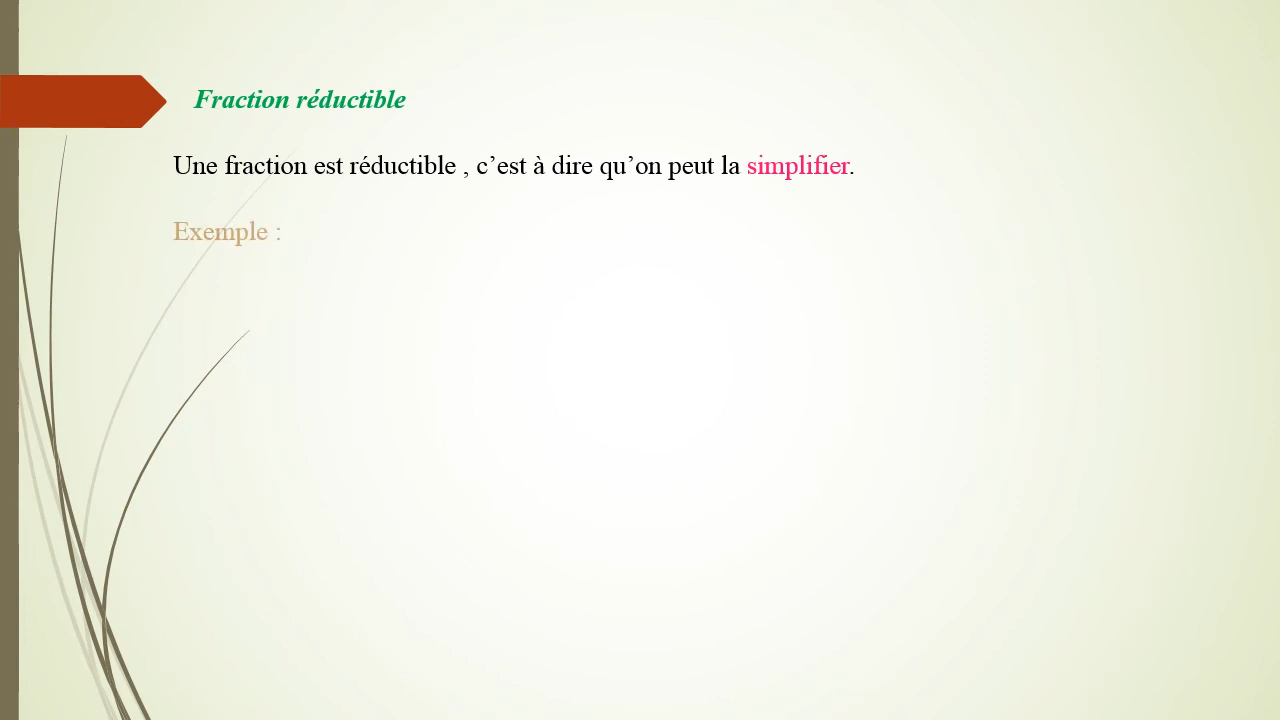 Fraction réductible
Une fraction est réductible , c’est à dire qu’on peut la simplifier.
Exemple :